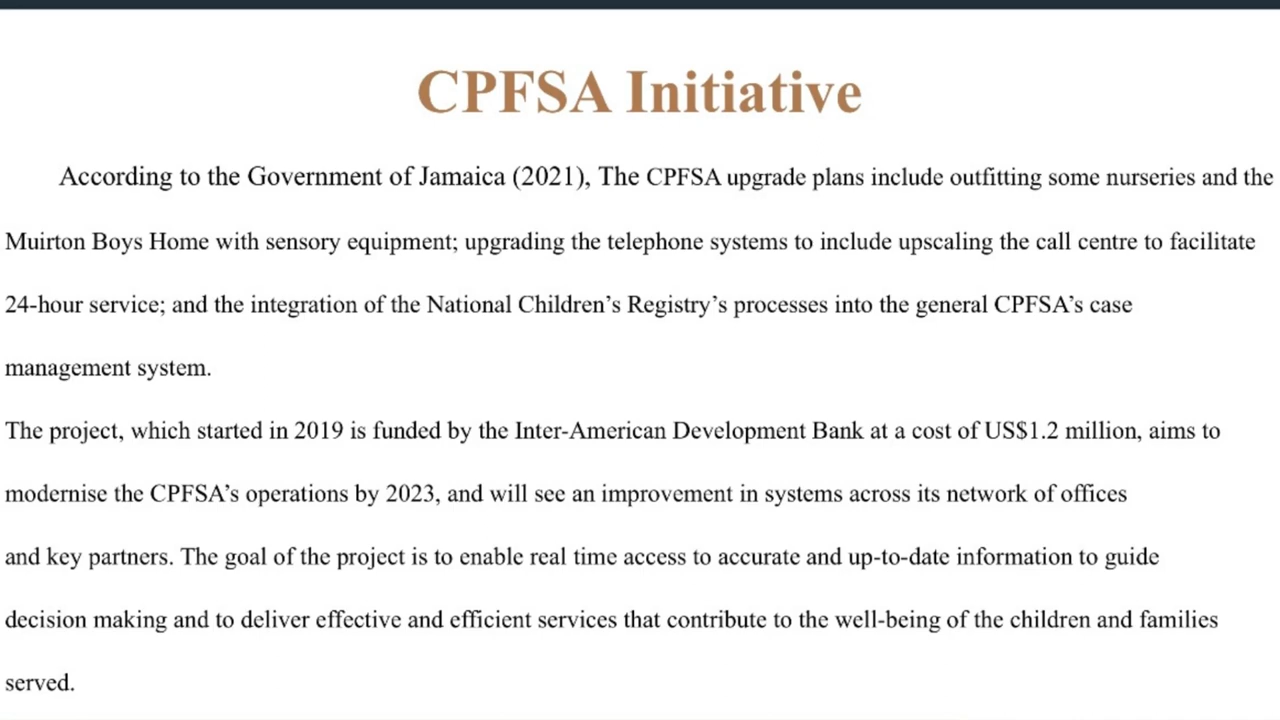 CPFSA Initiative
According to the Government of Jamaica (2021), The CPFSA upgrade plans include outfitting some nurseries and the
Muirton Boys Home with sensory equipment; upgrading the telephone systems to include upscaling the call centre to facilitate
24-hour service; and the integration of the National Children’s Registry’s processes into the general CPFSA’s case
management system.
The project, which started in 2019 is funded by the Inter-American Development Bank at a cost of US$1.2 million, aims to
modernise the CPFSA’s operations by 2023, and will see an improvement in systems across its network of offices
and key partners. The goal of the project is to enable real time access to accurate and up-to-date information to guide
decision making and to deliver effective and efficient services that contribute to the well-being of the children and families
served.